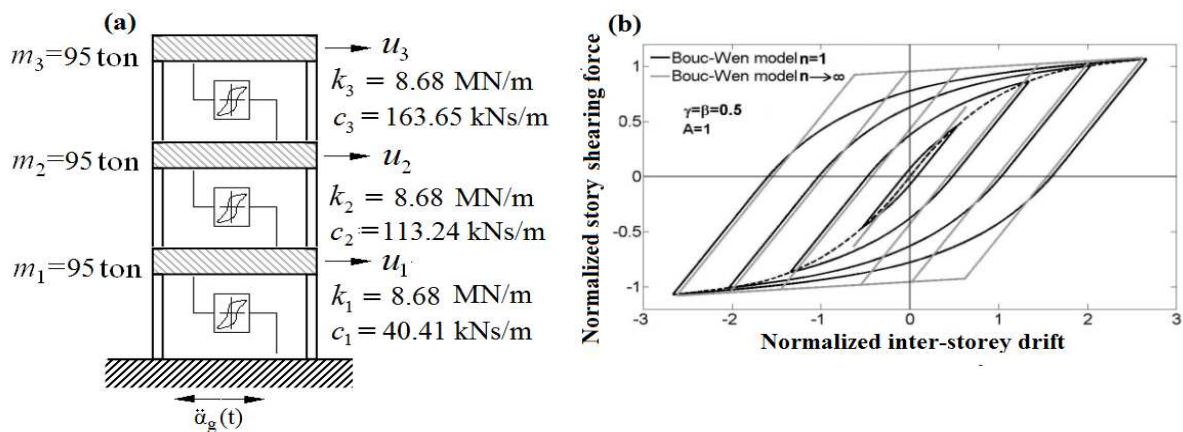 (a)
m₃=95 ton
u₃
k₃ = 8.68 MN/m
c₃ = 163.65 kNs/m
m₂=95 ton
u₂
k₂ = 8.68 MN/m
c₂ = 113.24 kNs/m
m₁=95 ton
u₁
k₁ = 8.68 MN/m
c₁ = 40.41 kNs/m
α̈g(t)
(b)
Normalized story shearing force
1
0.5
0
-0.5
-1
Bouc-Wen model n=1
Bouc-Wen model n→∞
γ=β=0.5
A=1
-3 -2 -1 0 1 2 3
Normalized inter-storey drift